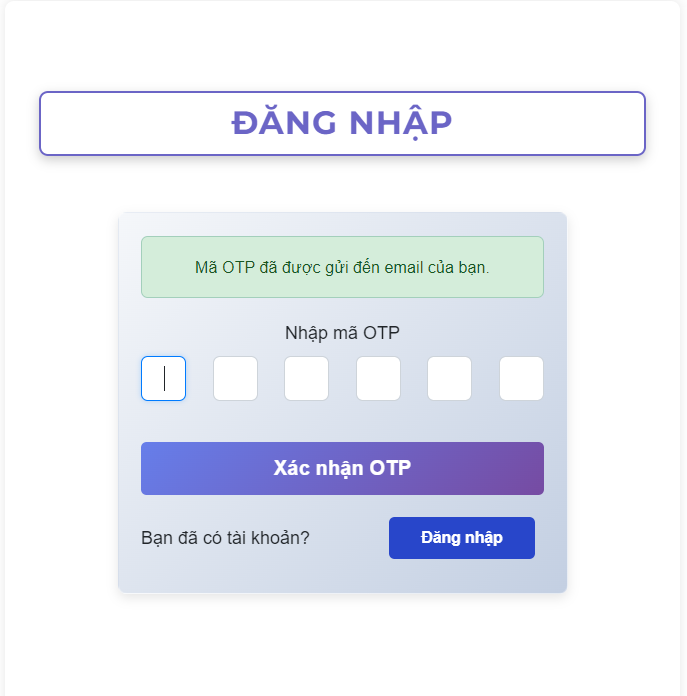 ĐĂNG NHẬP
Mã OTP đã được gửi đến email của bạn.
Nhập mã OTP
Xác nhận OTP
Bạn đã có tài khoản?
Đăng nhập